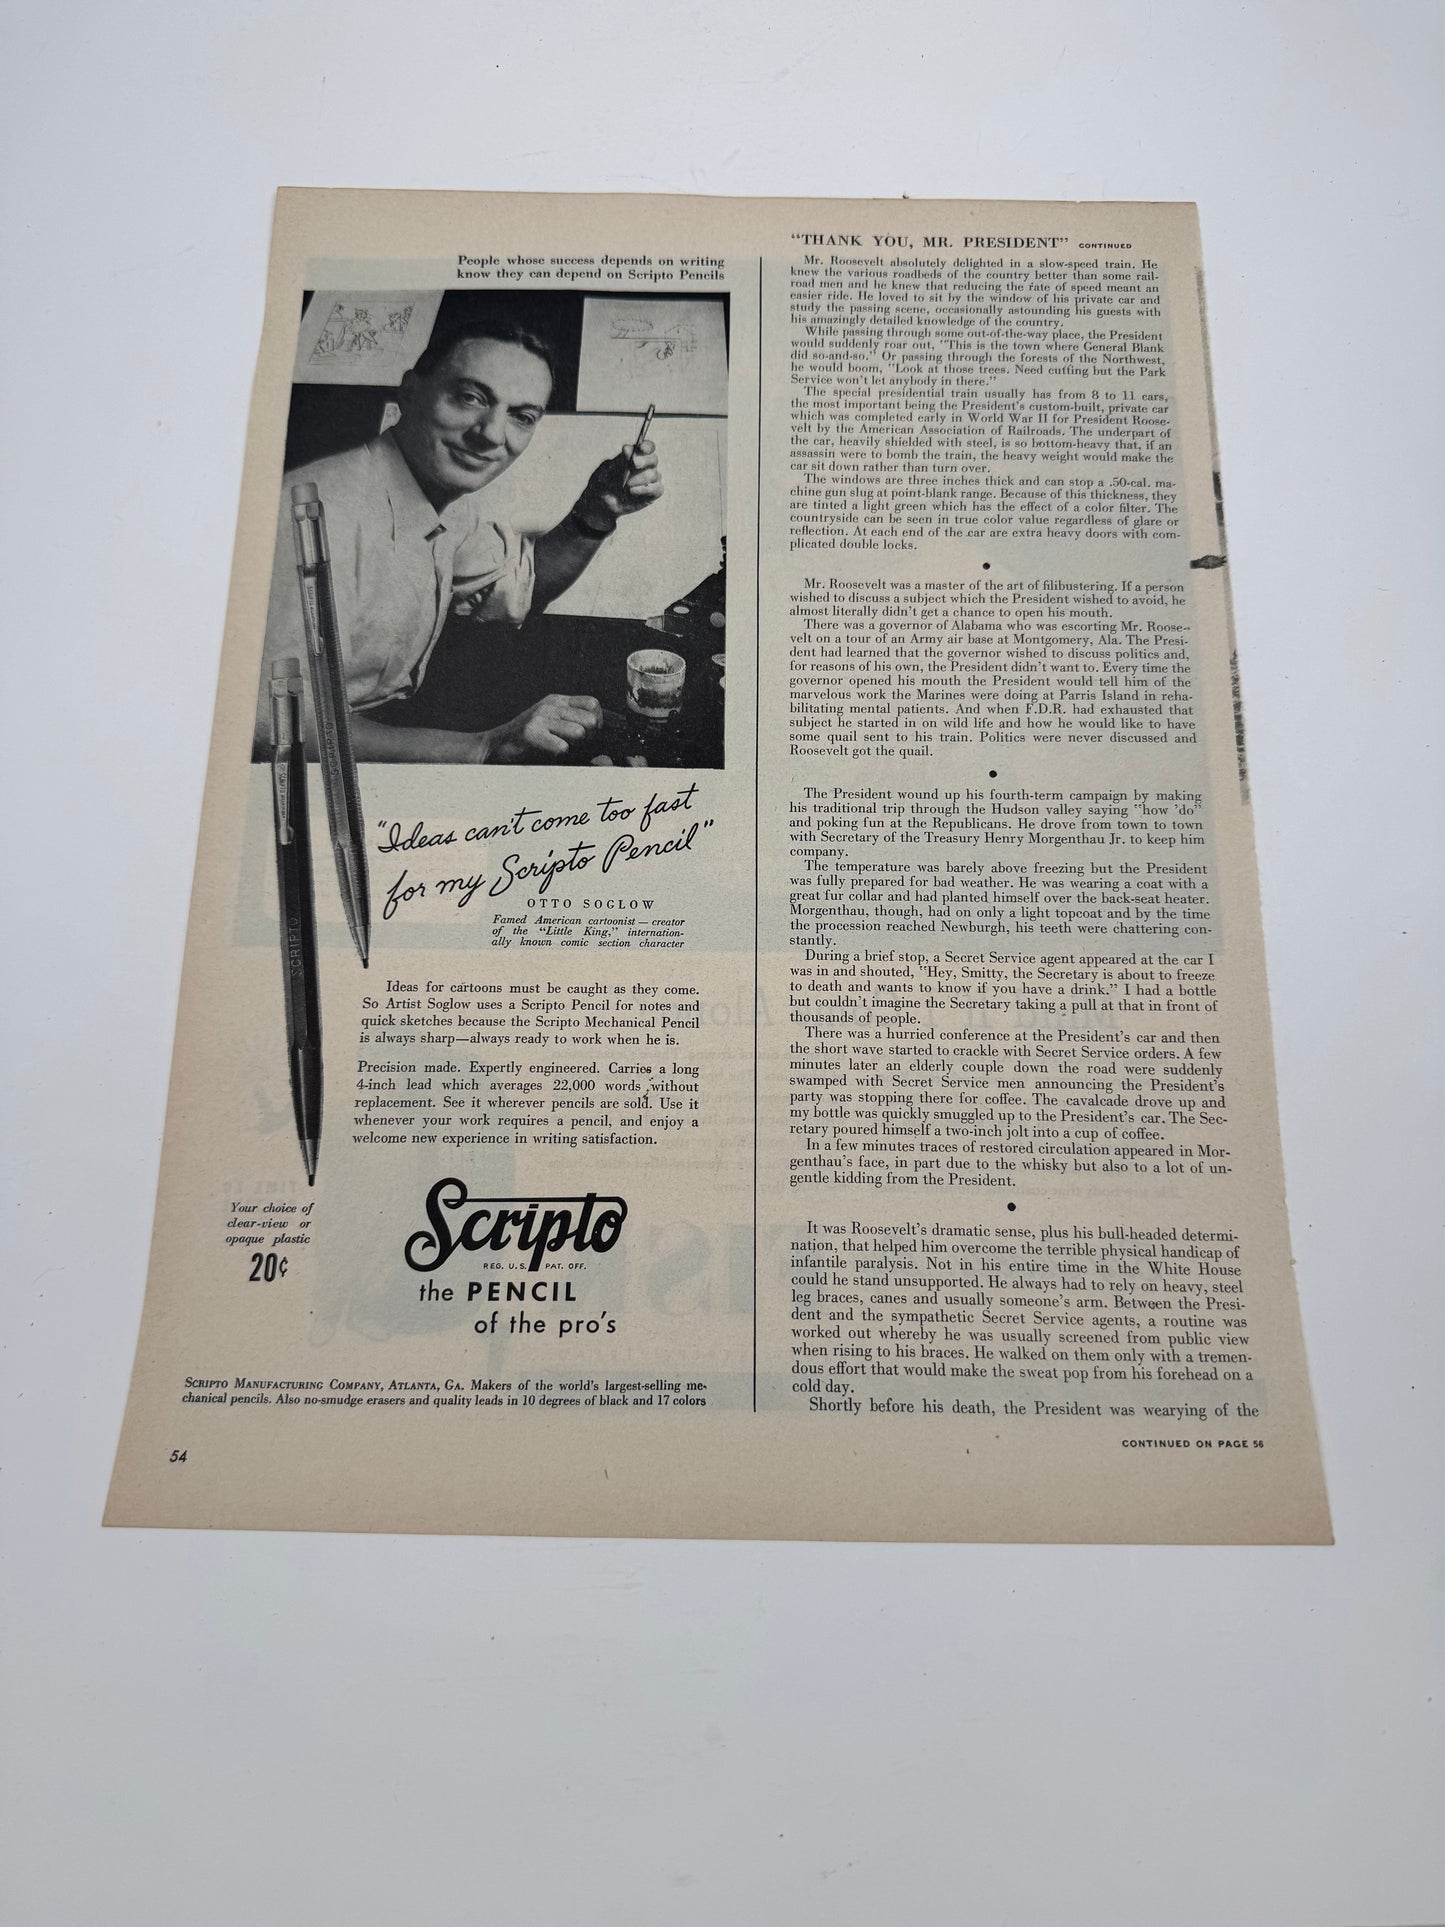 People whose success depends on writing
know they can depend on Scripto Pencils
"Ideas can't come too fast
for my Scripto Pencil"
OTTO SOGLOW
Famed American cartoonist — creator
of the "Little King," internation-
ally known comic section character
SCRIPTO
SCRIPTO
Ideas for cartoons must be caught as they come.
So Artist Soglow uses a Scripto Pencil for notes and
quick sketches because the Scripto Mechanical Pencil
is always sharp—always ready to work when he is.
Precision made. Expertly engineered. Carries a long
4-inch lead which averages 22,000 words without
replacement. See it wherever pencils are sold. Use it
whenever your work requires a pencil, and enjoy a
welcome new experience in writing satisfaction.
Your choice of
clear-view or
opaque plastic
20¢
Scripto
REG. U.S. PAT. OFF.
the PENCIL
of the pro's
SCRIPTO MANUFACTURING COMPANY, ATLANTA, GA. Makers of the world's largest-selling me-
chanical pencils. Also no-smudge erasers and quality leads in 10 degrees of black and 17 colors
54
"THANK YOU, MR. PRESIDENT" CONTINUED
Mr. Roosevelt absolutely delighted in a slow-speed train. He
knew the various roadbeds of the country better than some rail-
road men and he knew that reducing the rate of speed meant an
easier ride. He loved to sit by the window of his private car and
study the passing scene, occasionally astounding his guests with
his amazingly detailed knowledge of the country.
While passing through some out-of-the-way place, the President
would suddenly roar out, "This is the town where General Blank
did so-and-so." Or passing through the forests of the Northwest,
he would boom, "Look at those trees. Need cutting but the Park
Service won't let anybody in there."
The special presidential train usually has from 8 to 11 cars,
the most important being the President's custom-built, private car
which was completed early in World War II for President Roose-
velt by the American Association of Railroads. The underpart of
the car, heavily shielded with steel, is so bottom-heavy that, if an
assassin were to bomb the train, the heavy weight would make the
car sit down rather than turn over.
The windows are three inches thick and can stop a .50-cal. ma-
chine gun slug at point-blank range. Because of this thickness, they
are tinted a light green which has the effect of a color filter. The
countryside can be seen in true color value regardless of glare or
reflection. At each end of the car are extra heavy doors with com-
plicated double locks.
●
Mr. Roosevelt was a master of the art of filibustering. If a person
wished to discuss a subject which the President wished to avoid, he
almost literally didn't get a chance to open his mouth.
There was a governor of Alabama who was escorting Mr. Roose-
velt on a tour of an Army air base at Montgomery, Ala. The Presi-
dent had learned that the governor wished to discuss politics and,
for reasons of his own, the President didn't want to. Every time the
governor opened his mouth the President would tell him of the
marvelous work the Marines were doing at Parris Island in reha-
bilitating mental patients. And when F.D.R. had exhausted that
subject he started in on wild life and how he would like to have
some quail sent to his train. Politics were never discussed and
Roosevelt got the quail.
●
The President wound up his fourth-term campaign by making
his traditional trip through the Hudson valley saying "how 'do"
and poking fun at the Republicans. He drove from town to town
with Secretary of the Treasury Henry Morgenthau Jr. to keep him
company.
The temperature was barely above freezing but the President
was fully prepared for bad weather. He was wearing a coat with a
great fur collar and had planted himself over the back-seat heater.
Morgenthau, though, had on only a light topcoat and by the time
the procession reached Newburgh, his teeth were chattering con-
stantly.
During a brief stop, a Secret Service agent appeared at the car I
was in and shouted, "Hey, Smitty, the Secretary is about to freeze
to death and wants to know if you have a drink." I had a bottle
but couldn't imagine the Secretary taking a pull at that in front of
thousands of people.
There was a hurried conference at the President's car and then
the short wave started to crackle with Secret Service orders. A few
minutes later an elderly couple down the road were suddenly
swamped with Secret Service men announcing the President's
party was stopping there for coffee. The cavalcade drove up and
my bottle was quickly smuggled up to the President's car. The Sec-
retary poured himself a two-inch jolt into a cup of coffee.
In a few minutes traces of restored circulation appeared in Mor-
genthau's face, in part due to the whisky but also to a lot of un-
gentle kidding from the President.
●
It was Roosevelt's dramatic sense, plus his bull-headed determi-
nation, that helped him overcome the terrible physical handicap of
infantile paralysis. Not in his entire time in the White House
could he stand unsupported. He always had to rely on heavy, steel
leg braces, canes and usually someone's arm. Between the Presi-
dent and the sympathetic Secret Service agents, a routine was
worked out whereby he was usually screened from public view
when rising to his braces. He walked on them only with a tremen-
dous effort that would make the sweat pop from his forehead on a
cold day.
Shortly before his death, the President was wearying of the
CONTINUED ON PAGE 56